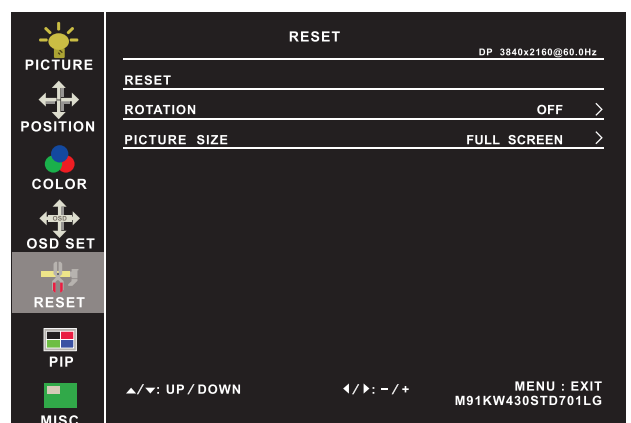 PICTURE
POSITION
COLOR
OSD
OSD SET
RESET
PIP
MISC
RESET
DP 3840x2160@60.0Hz
RESET
ROTATION OFF >
PICTURE SIZE FULL SCREEN >
▲/▼: UP / DOWN ◀/▶: - / + MENU : EXIT
M91KW430STD701LG